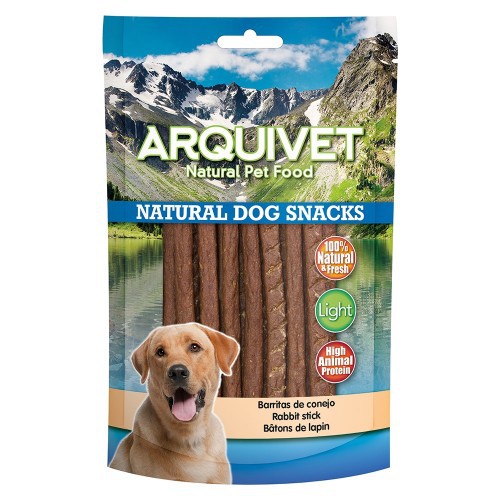 ARQUIVET
Natural Pet Food
NATURAL DOG SNACKS
100%
Natural
& Fresh
Light
High
Animal
Protein
Barritas de conejo
Rabbit stick
Bâtons de lapin